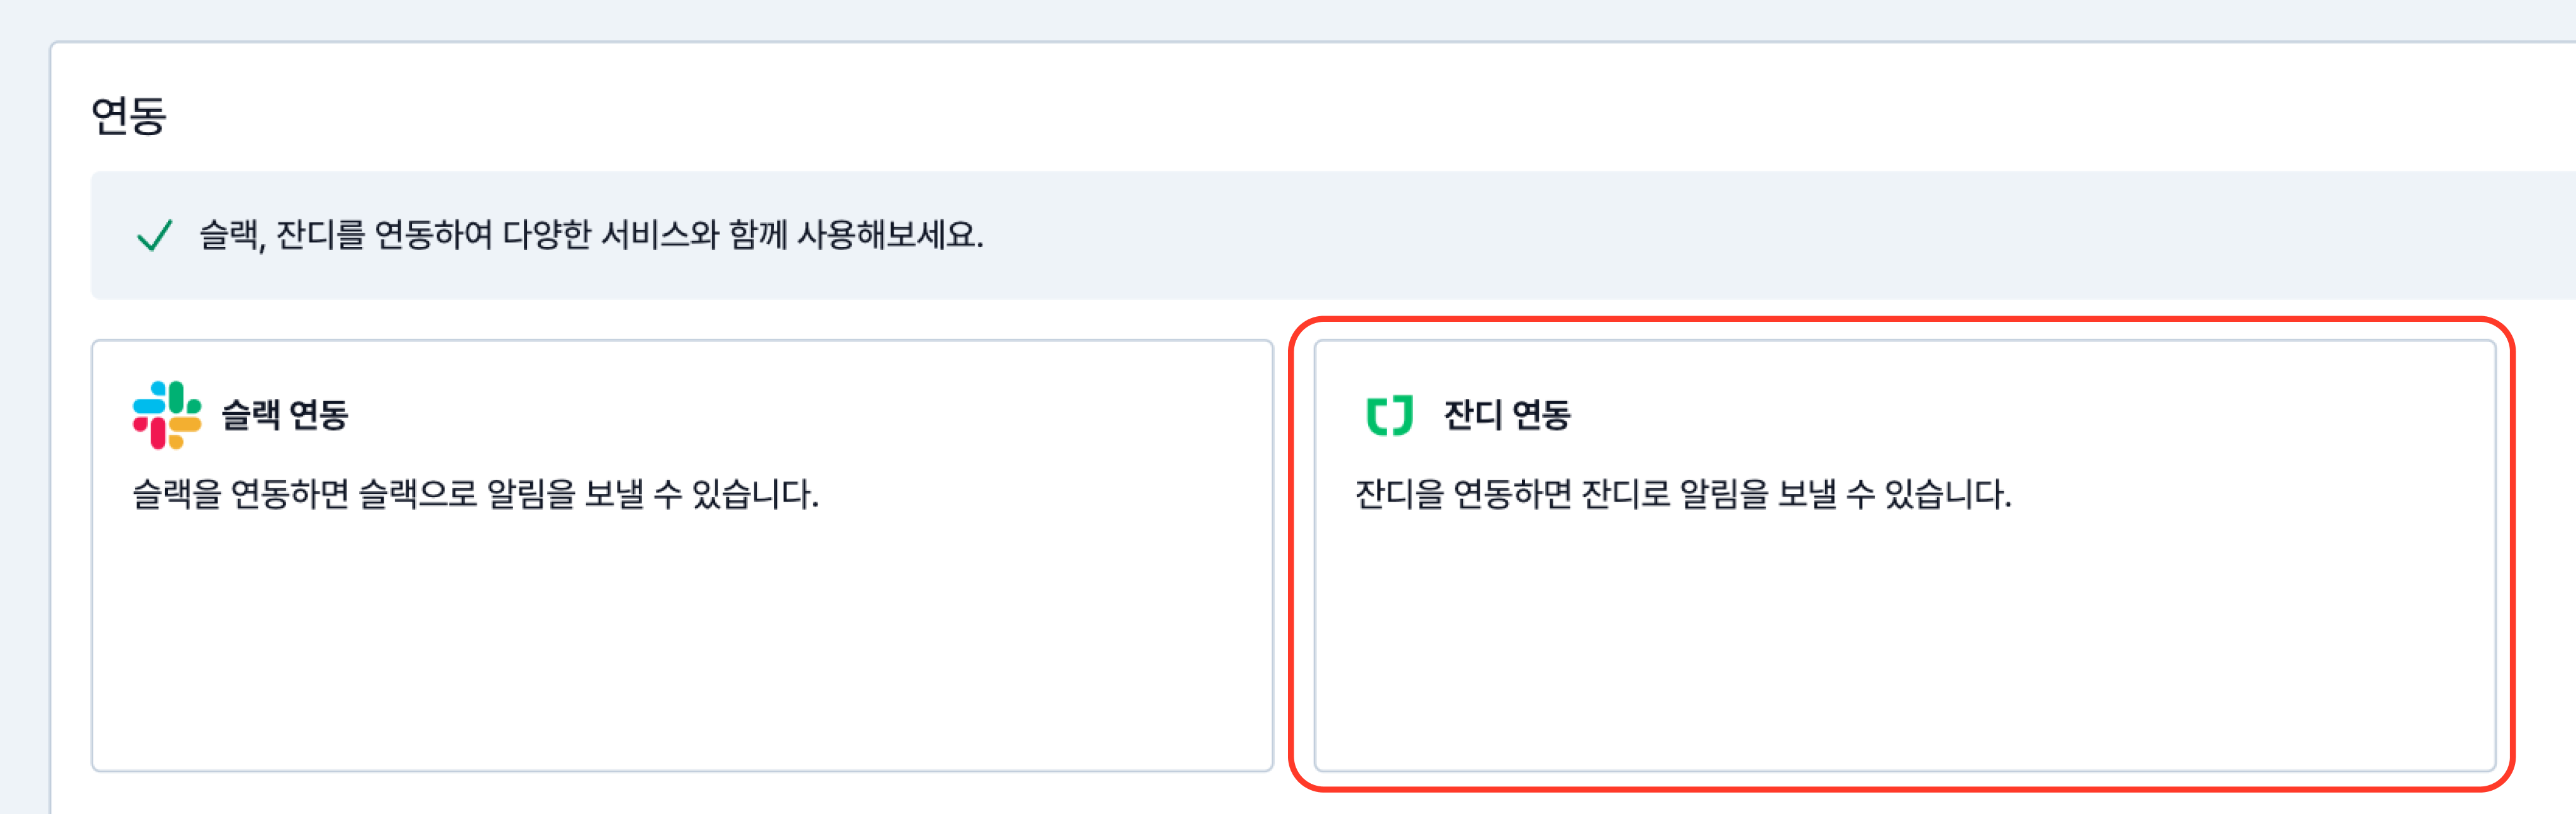 연동
슬랙, 잔디를 연동하여 다양한 서비스와 함께 사용해보세요.
슬랙 연동
슬랙을 연동하면 슬랙으로 알림을 보낼 수 있습니다.
잔디 연동
잔디을 연동하면 잔디로 알림을 보낼 수 있습니다.